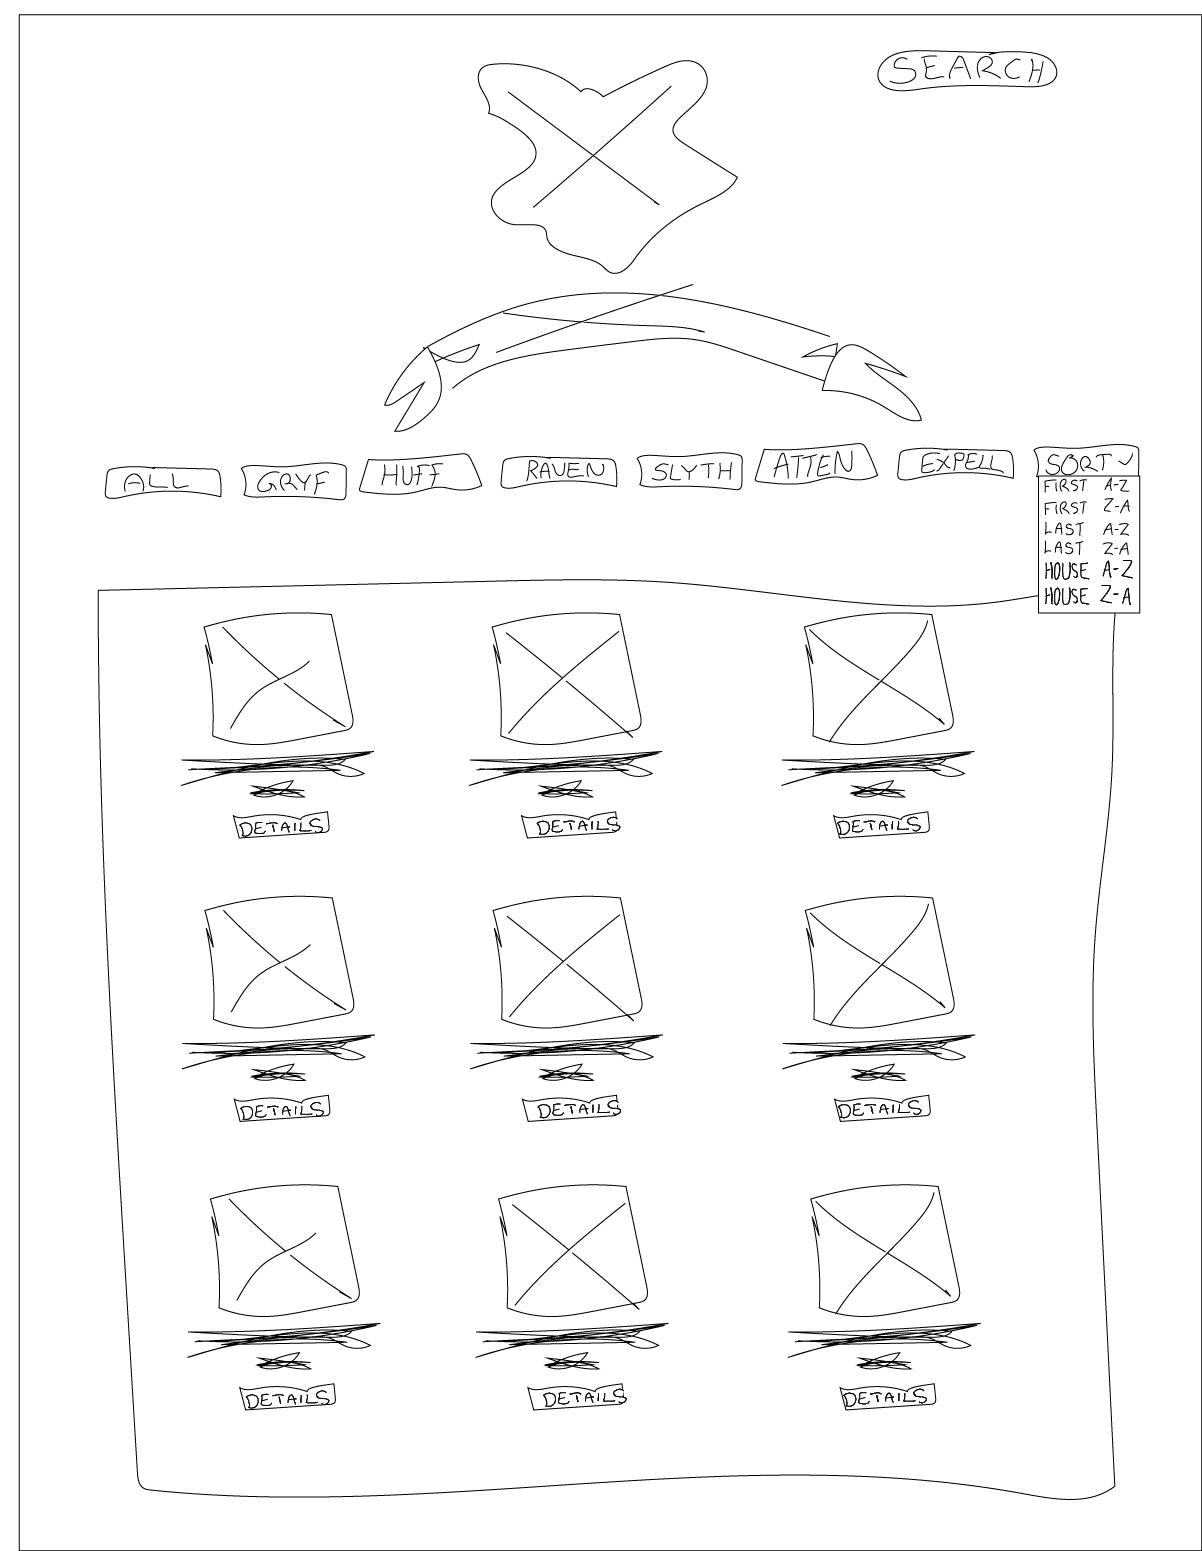 SEARCH
ALL GRYF HUFF RAVEN SLYTH ATTEN EXPELL SORT
FIRST A-Z
FIRST Z-A
LAST A-Z
LAST Z-A
HOUSE A-Z
HOUSE Z-A
DETAILS DETAILS DETAILS
DETAILS DETAILS DETAILS
DETAILS DETAILS DETAILS